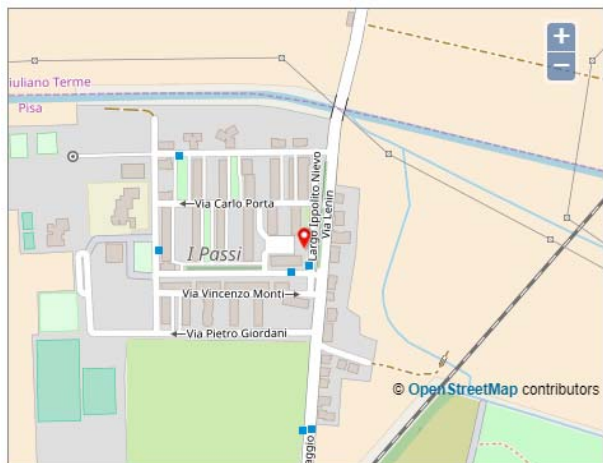 +
−
iuliano Terme
Pisa
Largo Ippolito Nievo
Via Lenin
Via Carlo Porta
I Passi
Via Vincenzo Monti
Via Pietro Giordani
© OpenStreetMap contributors
aggio